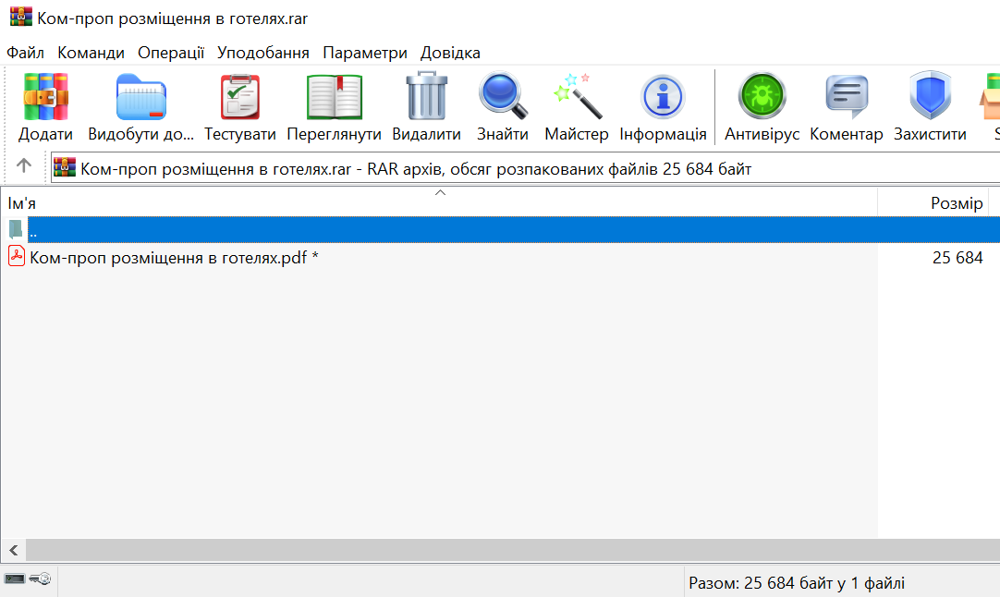 Ком-проп розміщення в готелях.rar
Файл Команди Операції Уподобання Параметри Довідка
Додати Видобути до... Тестувати Переглянути Видалити Знайти Майстер Інформація Антивірус Коментар Захистити S
Ком-проп розміщення в готелях.rar - RAR архів, обсяг розпакованих файлів 25 684 байт
Ім'я Розмір
..
Ком-проп розміщення в готелях.pdf * 25 684
Разом: 25 684 байт у 1 файлі